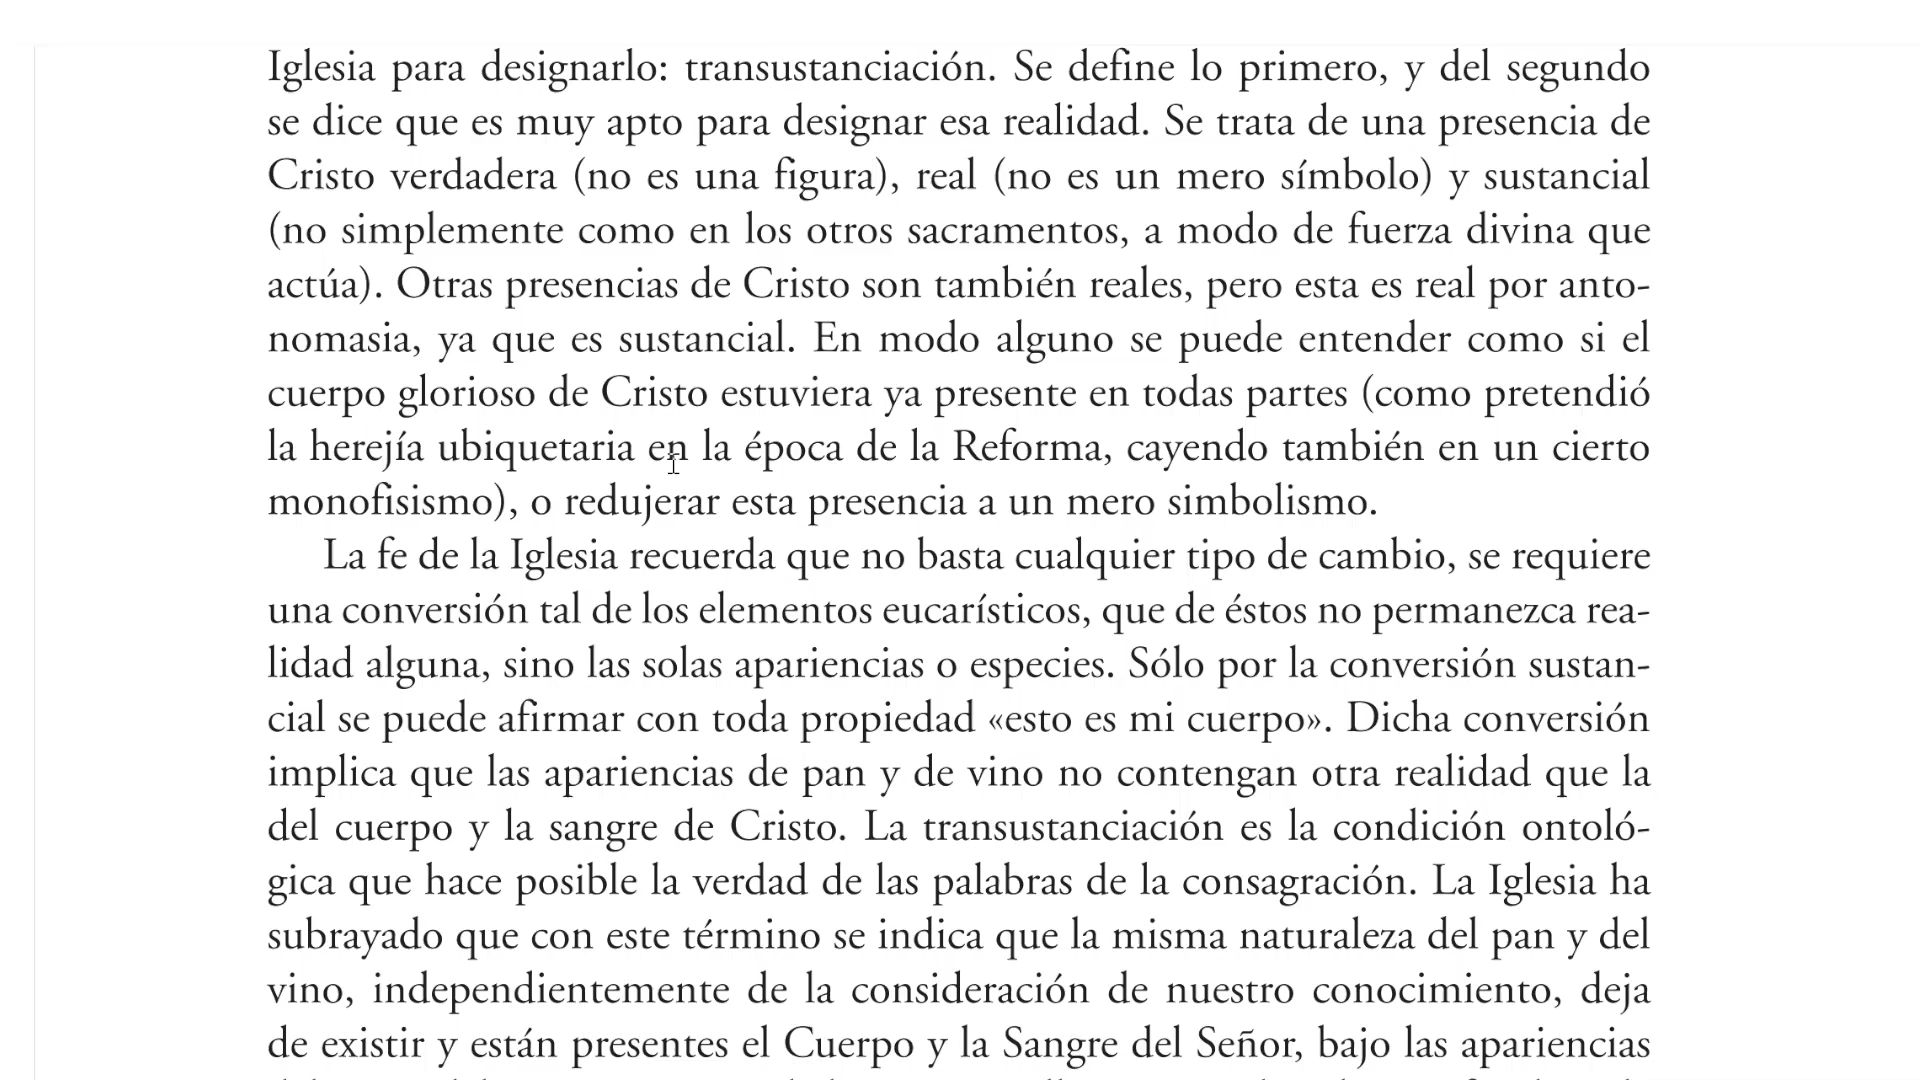 Iglesia para designarlo: transustanciación. Se define lo primero, y del segundo
se dice que es muy apto para designar esa realidad. Se trata de una presencia de
Cristo verdadera (no es una figura), real (no es un mero símbolo) y sustancial
(no simplemente como en los otros sacramentos, a modo de fuerza divina que
actúa). Otras presencias de Cristo son también reales, pero esta es real por anto-
nomasia, ya que es sustancial. En modo alguno se puede entender como si el
cuerpo glorioso de Cristo estuviera ya presente en todas partes (como pretendió
la herejía ubiquetaria en la época de la Reforma, cayendo también en un cierto
monofisismo), o redujerar esta presencia a un mero simbolismo.
La fe de la Iglesia recuerda que no basta cualquier tipo de cambio, se requiere
una conversión tal de los elementos eucarísticos, que de éstos no permanezca rea-
lidad alguna, sino las solas apariencias o especies. Sólo por la conversión sustan-
cial se puede afirmar con toda propiedad «esto es mi cuerpo». Dicha conversión
implica que las apariencias de pan y de vino no contengan otra realidad que la
del cuerpo y la sangre de Cristo. La transustanciación es la condición ontoló-
gica que hace posible la verdad de las palabras de la consagración. La Iglesia ha
subrayado que con este término se indica que la misma naturaleza del pan y del
vino, independientemente de la consideración de nuestro conocimiento, deja
de existir y están presentes el Cuerpo y la Sangre del Señor, bajo las apariencias